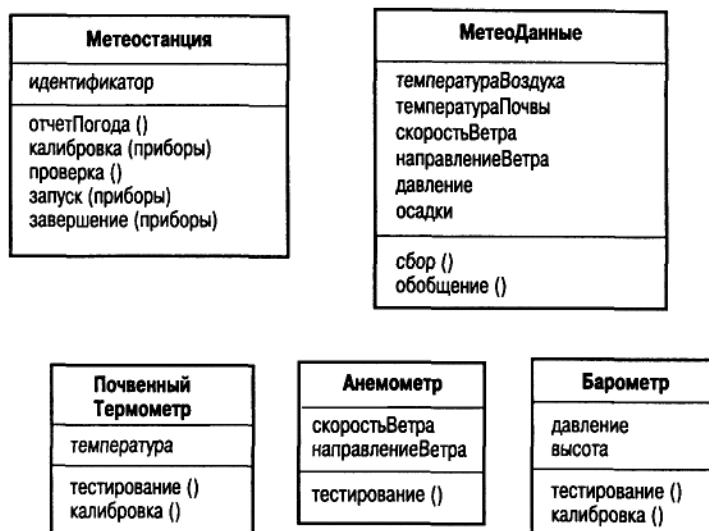 Метеостанция
идентификатор
отчетПогода ()
калибровка (приборы)
проверка ()
запуск (приборы)
завершение (приборы)
МетеоДанные
температураВоздуха
температураПочвы
скоростьВетра
направлениеВетра
давление
осадки
сбор ()
обобщение ()
Почвенный
Термометр
температура
тестирование ()
калибровка ()
Анемометр
скоростьВетра
направлениеВетра
тестирование ()
Барометр
давление
высота
тестирование ()
калибровка ()